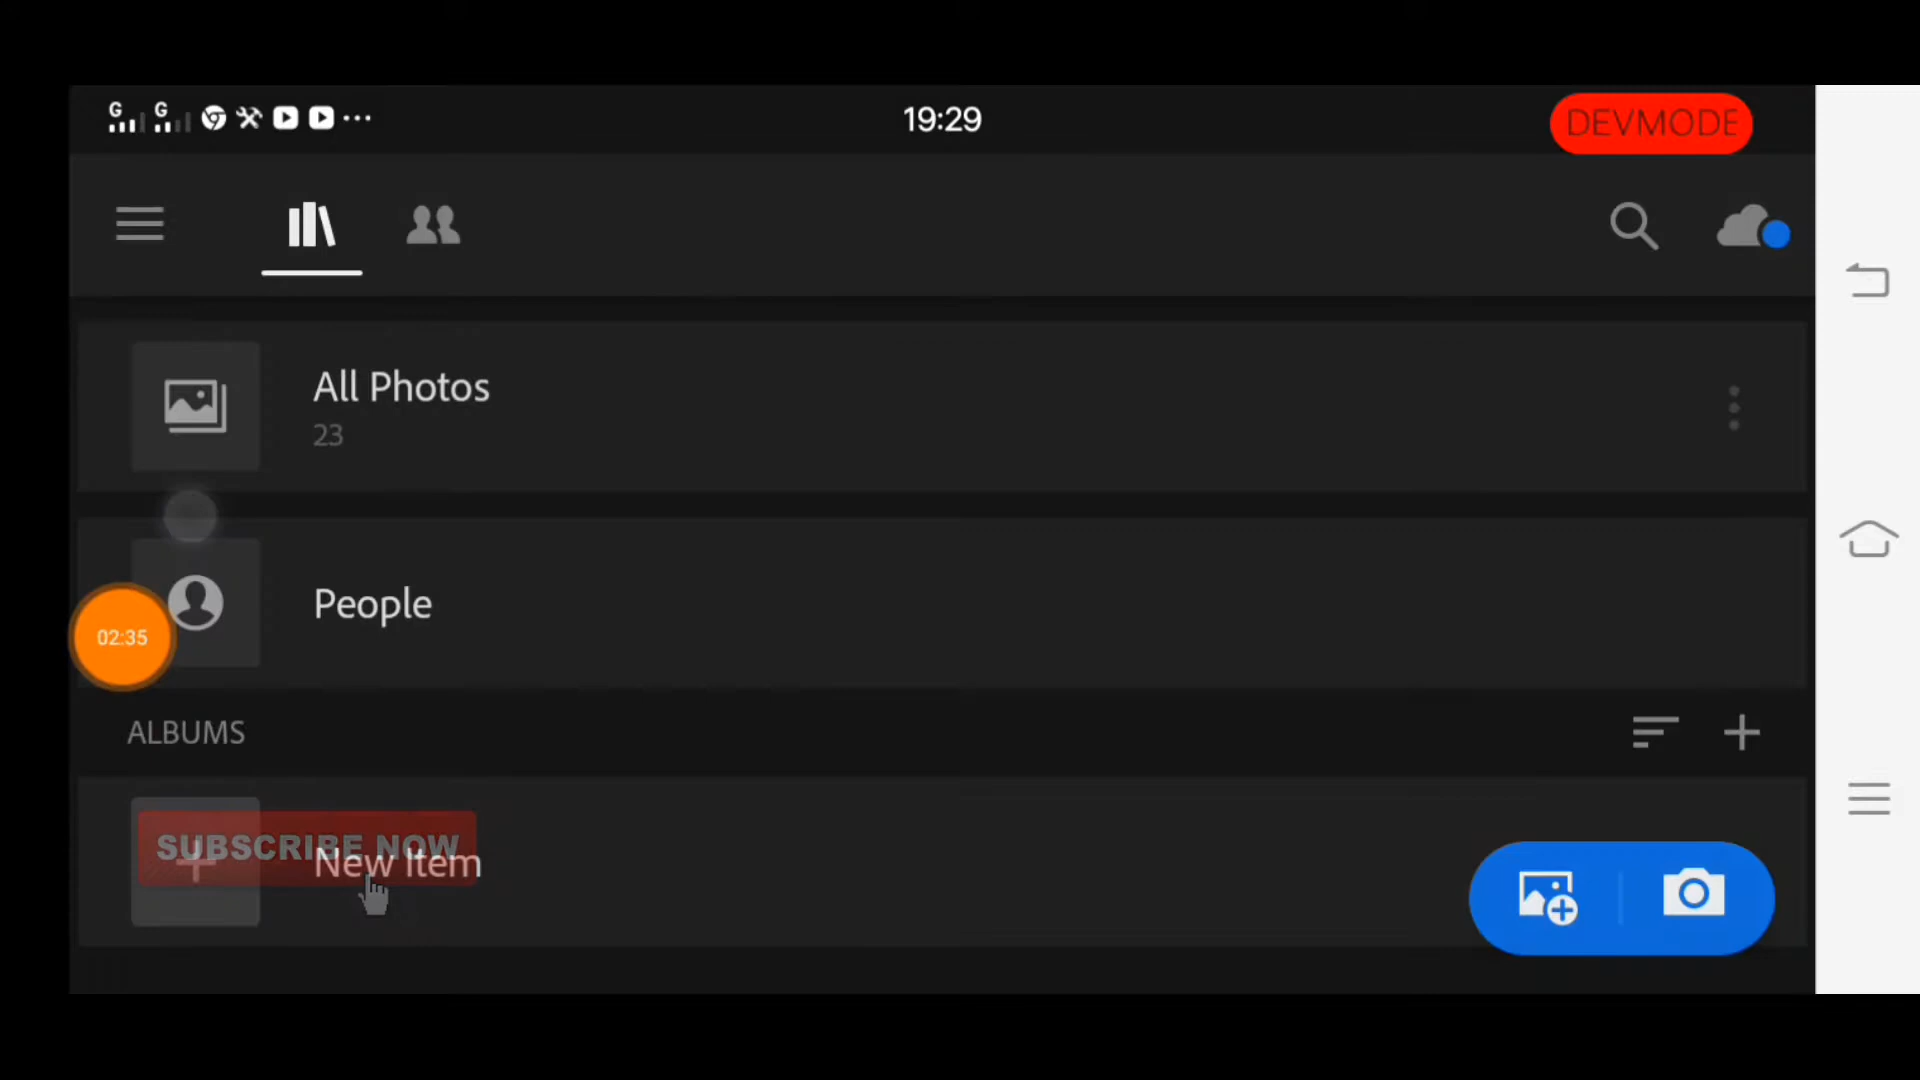 G G 19:29 DEVMODE
All Photos
23
People
02:35
ALBUMS
SUBSCRIBE NOW
New Item